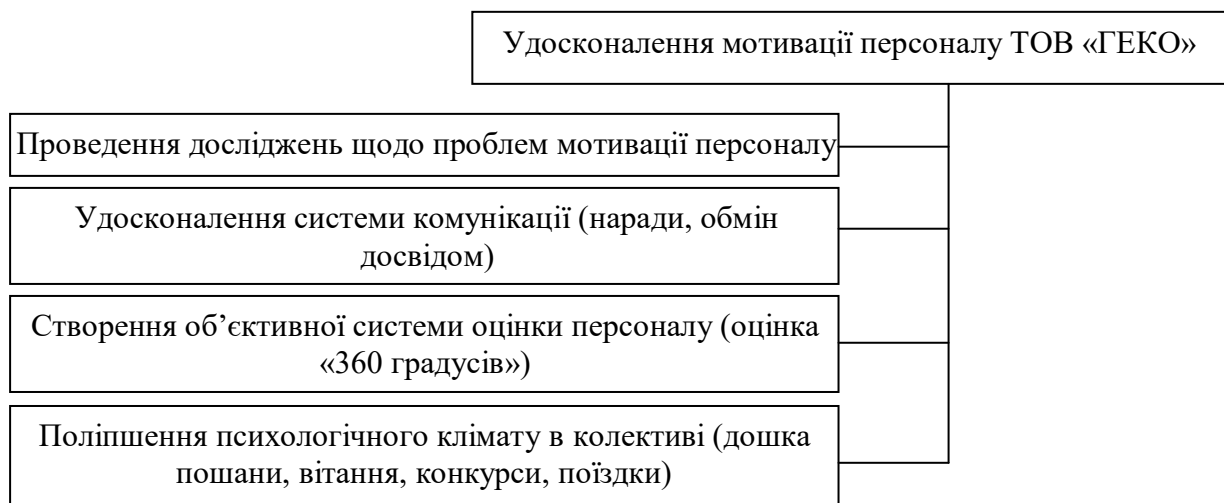 Удосконалення мотивації персоналу ТОВ «ГЕКО»
Проведення досліджень щодо проблем мотивації персоналу
Удосконалення системи комунікації (наради, обмін
досвідом)
Створення об’єктивної системи оцінки персоналу (оцінка
«360 градусів»)
Поліпшення психологічного клімату в колективі (дошка
пошани, вітання, конкурси, поїздки)